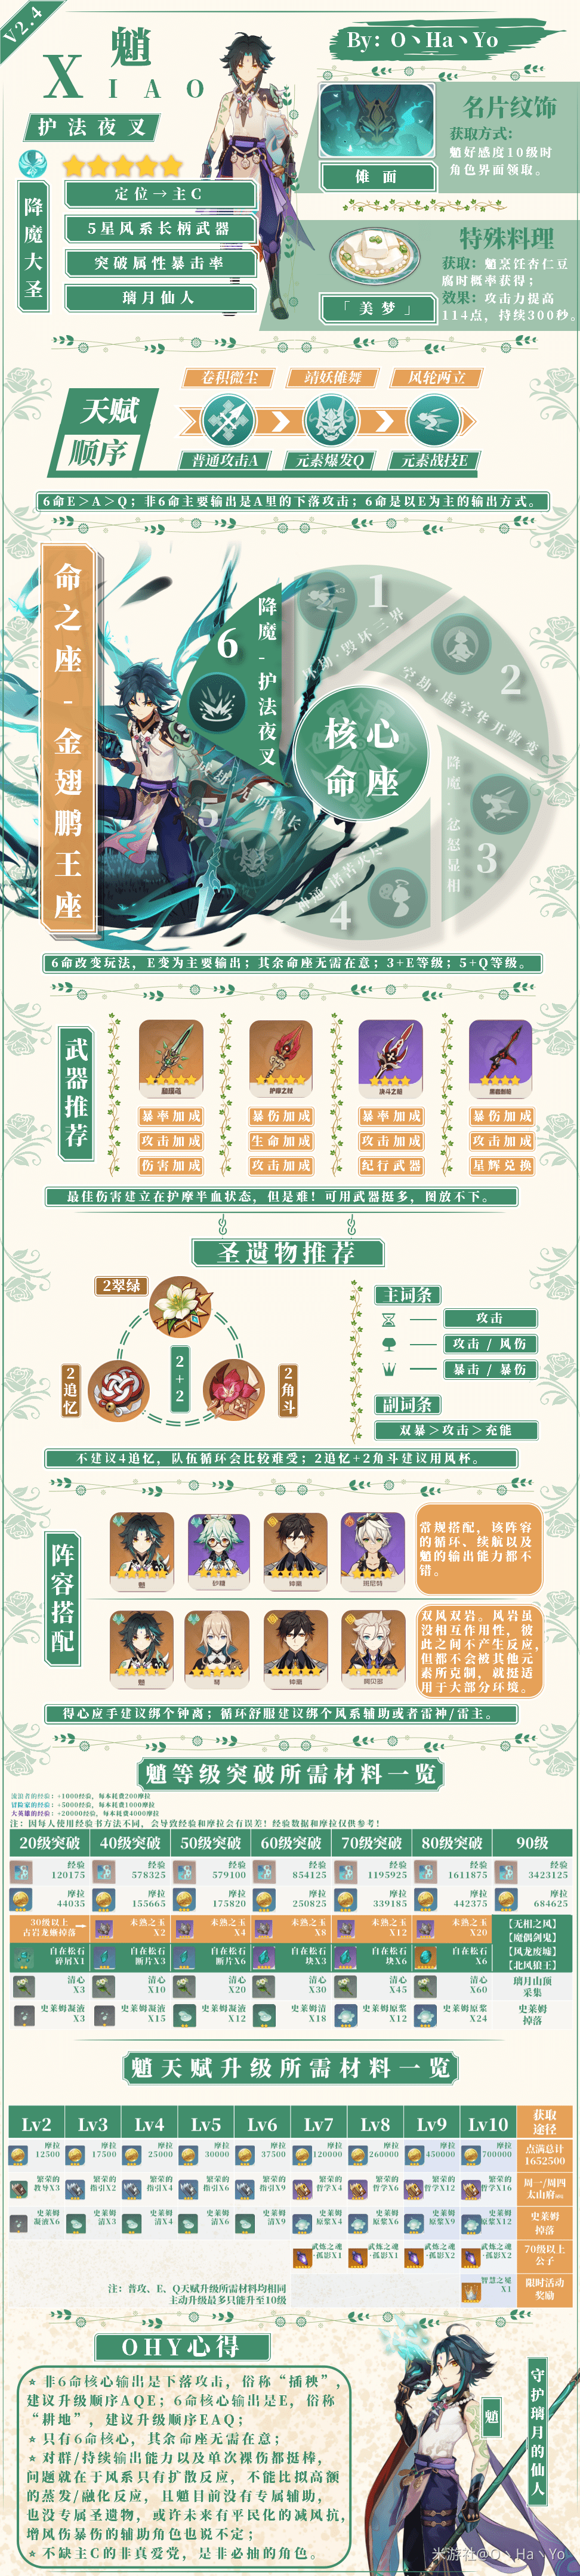 V2.4
魈
XIAO
By: O丶Ha丶Yo
护法夜叉
降魔大圣
定位→主C
5星风系长柄武器
突破属性暴击率
璃月仙人
名片纹饰
获取方式：
魈好感度10级时
角色界面领取。
傩面
特殊料理
获取：魈烹饪杏仁豆
腐时概率获得；
效果：攻击力提高
114点，持续300秒。
「美梦」
天赋
顺序
卷积微尘
靖妖傩舞
风轮两立
普通攻击A
元素爆发Q
元素战技E
6命E＞A＞Q；非6命主要输出是A里的下落攻击；6命是以E为主的输出方式。
命之座-金翅鹏王座
核心
命座
1
坏劫·毁坏三界
2
空劫·虚空华开敷变
3
降魔·忿怒显相
4
神通·诸苦灭尽
5
6
降魔-护法夜叉
6命改变玩法，E变为主要输出；其余命座无需在意；3+E等级；5+Q等级。
武器推荐
护摩之杖
决斗之枪
黑岩刺枪
暴率加成
暴伤加成
暴率加成
暴伤加成
攻击加成
生命加成
攻击加成
攻击加成
伤害加成
攻击加成
纪行武器
星辉兑换
最佳伤害建立在护摩半血状态，但是难！可用武器挺多，图放不下。
圣遗物推荐
2翠绿
2追忆
2+2
2角斗
主词条
攻击
攻击 / 风伤
暴击 / 暴伤
副词条
双暴＞攻击＞充能
不建议4追忆，队伍循环会比较难受；2追忆+2角斗建议用风杯。
阵容搭配
魈
砂糖
钟离
班尼特
常规搭配，该阵容
的循环、续航以及
魈的输出能力都不
错。
魈
琴
钟离
阿贝多
双风双岩。风岩虽
没相互作用性，彼
此之间不产生反应，
但都不会被其他元
素所克制，就挺适
用于大部分环境。
得心应手建议绑个钟离；循环舒服建议绑个风系辅助或者雷神/雷主。
魈等级突破所需材料一览
流浪者的经验：+1000经验，每本耗费200摩拉
冒险家的经验：+5000经验，每本耗费1000摩拉
大英雄的经验：+20000经验，每本耗费4000摩拉
注：因每人使用经验书方法不同，会导致经验和摩拉会有误差！经验数据和摩拉仅供参考！
20级突破 40级突破 50级突破 60级突破 70级突破 80级突破 90级
经验 经验 经验 经验 经验 经验 经验
120175 578325 579100 854125 1195925 1611875 3423125
摩拉 摩拉 摩拉 摩拉 摩拉 摩拉 摩拉
44035 155665 175820 250825 339185 442375 684625
30级以上 未熟之玉 未熟之玉 未熟之玉 未熟之玉 未熟之玉 【无相之风】
古岩龙蜥掉落 X2 X4 X8 X12 X20 【魔偶剑鬼】
自在松石 自在松石 自在松石 自在松石 自在松石 自在松石 【风龙废墟】
碎屑X1 断片X3 断片X6 块X3 块X6 X6 【北风狼王】
清心 清心 清心 清心 清心 清心 璃月山顶
X3 X10 X20 X30 X45 X60 采集
史莱姆凝液 史莱姆凝液 史莱姆凝液 史莱姆清 史莱姆原浆 史莱姆原浆 史莱姆
X3 X15 X12 X18 X12 X24 掉落
魈天赋升级所需材料一览
Lv2 Lv3 Lv4 Lv5 Lv6 Lv7 Lv8 Lv9 Lv10 获取途径
摩拉 摩拉 摩拉 摩拉 摩拉 摩拉 摩拉 摩拉 摩拉 点满总计
12500 17500 25000 30000 37500 120000 260000 450000 700000 1652500
繁荣的 繁荣的 繁荣的 繁荣的 繁荣的 繁荣的 繁荣的 繁荣的 繁荣的 周一/周四
教导X3 指引X2 指引X4 指引X6 指引X9 哲学X4 哲学X6 哲学X12 哲学X16 太山府
史莱姆 史莱姆 史莱姆 史莱姆 史莱姆 史莱姆 史莱姆 史莱姆 史莱姆 史莱姆
凝液X6 清X3 清X4 清X6 清X9 原浆X4 原浆X6 原浆X9 原浆X12 掉落
武炼之魂 武炼之魂 武炼之魂 武炼之魂 70级以上
·孤影X1 ·孤影X1 ·孤影X2 ·孤影X2 公子
注：普攻、E、Q天赋升级所需材料均相同
主动升级最多只能升至10级
智慧之冕
X1
限时活动
奖励
OHY心得
☆ 非6命核心输出是下落攻击，俗称“插秧”，
建议升级顺序AQE；6命核心输出是E，俗称
“耕地”，建议升级顺序EAQ；
☆ 只有6命核心，其余命座无需在意；
☆ 对群/持续输出能力以及单次裸伤都挺棒，
问题就在于风系只有扩散反应，不能比拟高额
的蒸发/融化反应，且魈目前没有专属辅助，
也没专属圣遗物，或许未来有平民化的减风抗，
增风伤暴伤的辅助角色也说不定；
☆ 不缺主C的非真爱党，是非必抽的角色。
魈
守护璃月的仙人
米游社@O丶Ha丶Yo